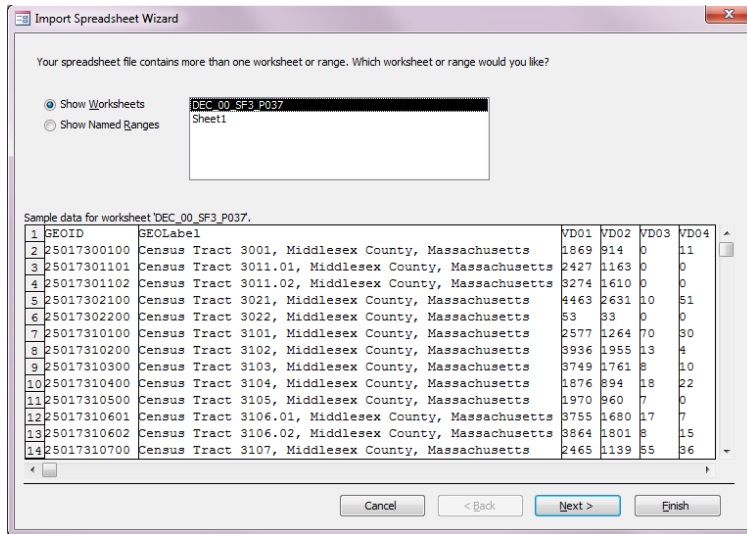 Import Spreadsheet Wizard
Your spreadsheet file contains more than one worksheet or range. Which worksheet or range would you like?
Show Worksheets
Show Named Ranges
DEC_00_SF3_P037
Sheet1
Sample data for worksheet 'DEC_00_SF3_P037'.
1 GEOID GEOLabel VD01 VD02 VD03 VD04
2 25017300100 Census Tract 3001, Middlesex County, Massachusetts 1869 914 0 11
3 25017301101 Census Tract 3011.01, Middlesex County, Massachusetts 2427 1163 0 0
4 25017301102 Census Tract 3011.02, Middlesex County, Massachusetts 3274 1610 0 0
5 25017302100 Census Tract 3021, Middlesex County, Massachusetts 4463 2631 10 51
6 25017302200 Census Tract 3022, Middlesex County, Massachusetts 53 33 0 0
7 25017310100 Census Tract 3101, Middlesex County, Massachusetts 2577 1264 70 30
8 25017310200 Census Tract 3102, Middlesex County, Massachusetts 3936 1955 13 4
9 25017310300 Census Tract 3103, Middlesex County, Massachusetts 3749 1761 8 10
10 25017310400 Census Tract 3104, Middlesex County, Massachusetts 1876 894 18 22
11 25017310500 Census Tract 3105, Middlesex County, Massachusetts 1970 960 7 0
12 25017310601 Census Tract 3106.01, Middlesex County, Massachusetts 3755 1680 17 7
13 25017310602 Census Tract 3106.02, Middlesex County, Massachusetts 3864 1801 8 15
14 25017310700 Census Tract 3107, Middlesex County, Massachusetts 2465 1139 55 36
Cancel < Back Next > Finish